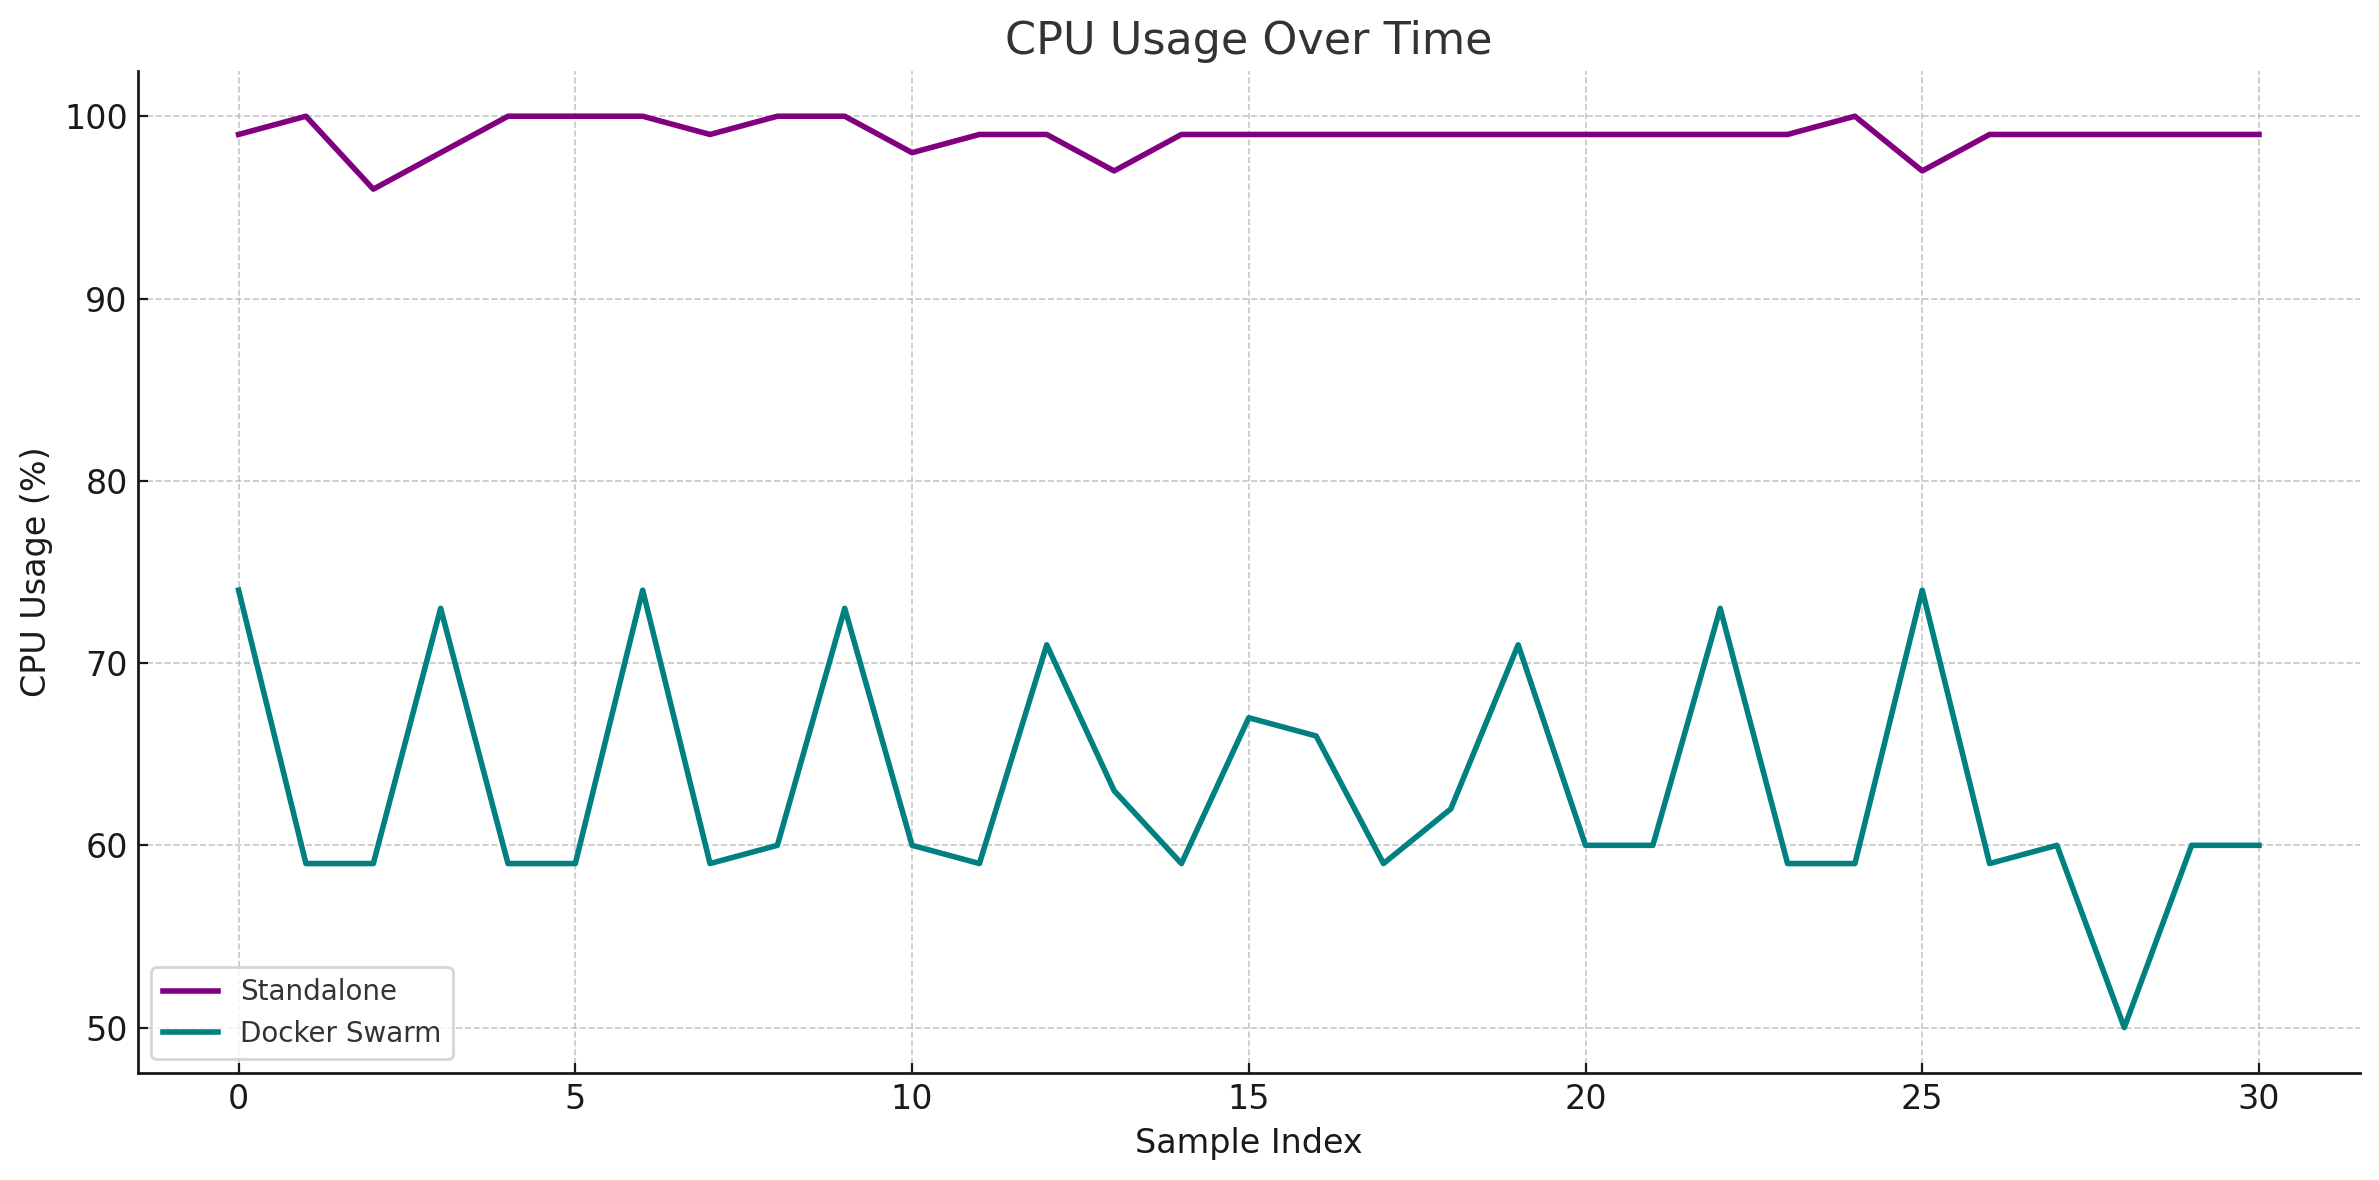 CPU Usage Over Time
CPU Usage (%)
100
90
80
70
60
50
Standalone
Docker Swarm
0 5 10 15 20 25 30
Sample Index